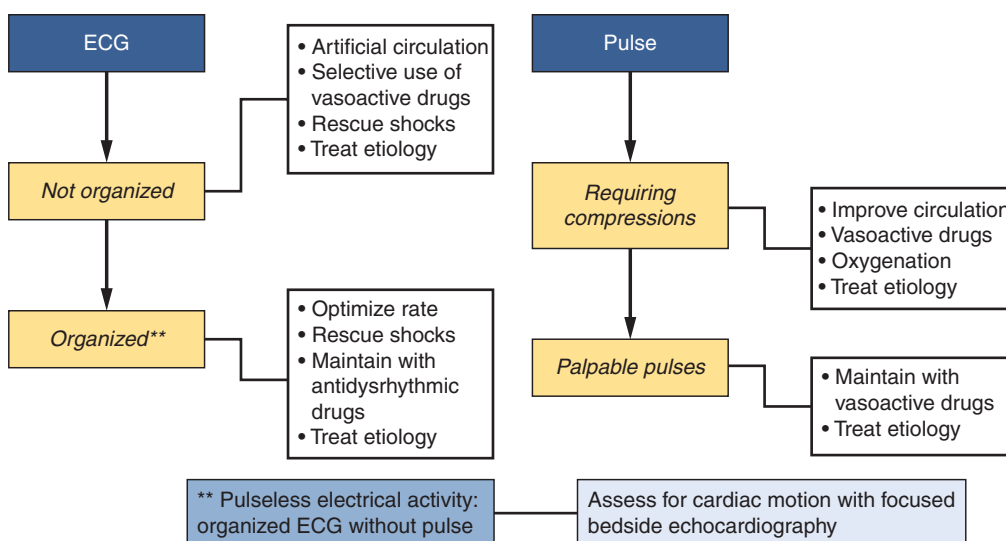 ECG
• Artificial circulation
• Selective use of
vasoactive drugs
• Rescue shocks
• Treat etiology
Not organized
Organized**
• Optimize rate
• Rescue shocks
• Maintain with
antidysrhythmic
drugs
• Treat etiology
Pulse
Requiring
compressions
• Improve circulation
• Vasoactive drugs
• Oxygenation
• Treat etiology
Palpable pulses
• Maintain with
vasoactive drugs
• Treat etiology
** Pulseless electrical activity:
organized ECG without pulse
Assess for cardiac motion with focused
bedside echocardiography